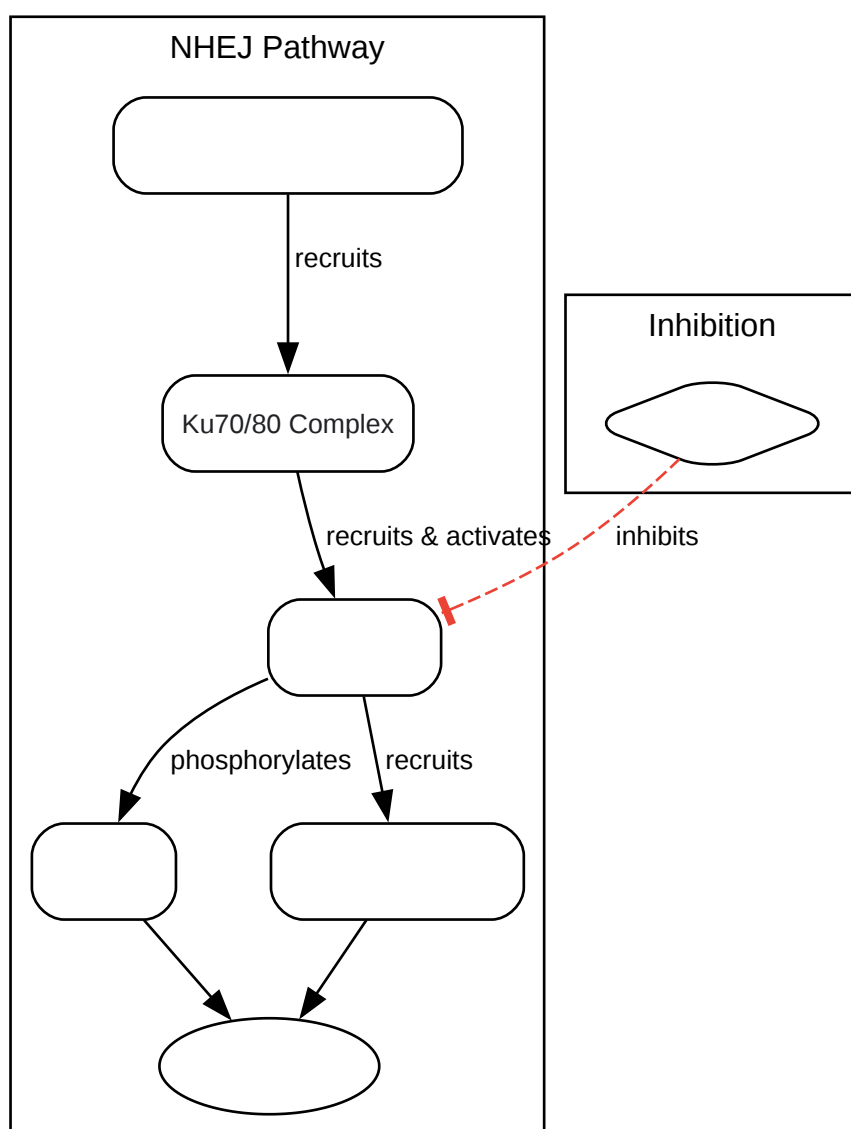 NHEJ Pathway
recruits
Inhibition
Ku70/80 Complex
recruits & activates
inhibits
phosphorylates
recruits